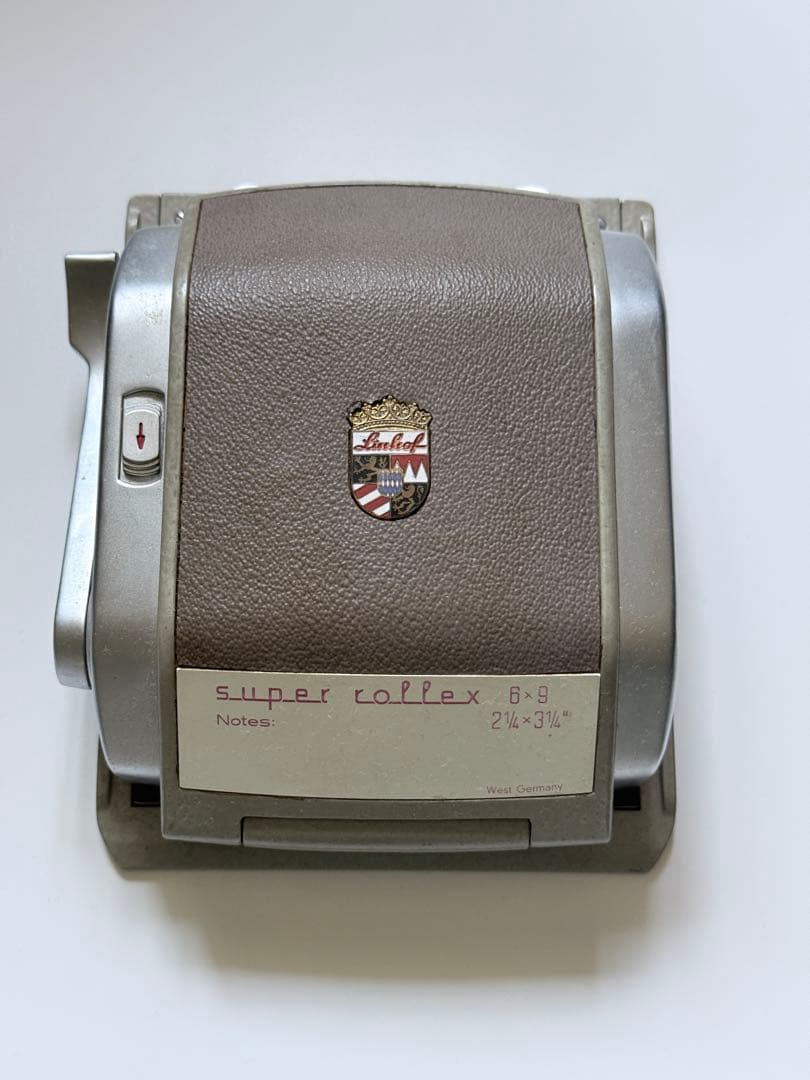 Linhof
super rollex 6×9
Notes: 2¼×3¼"
West Germany